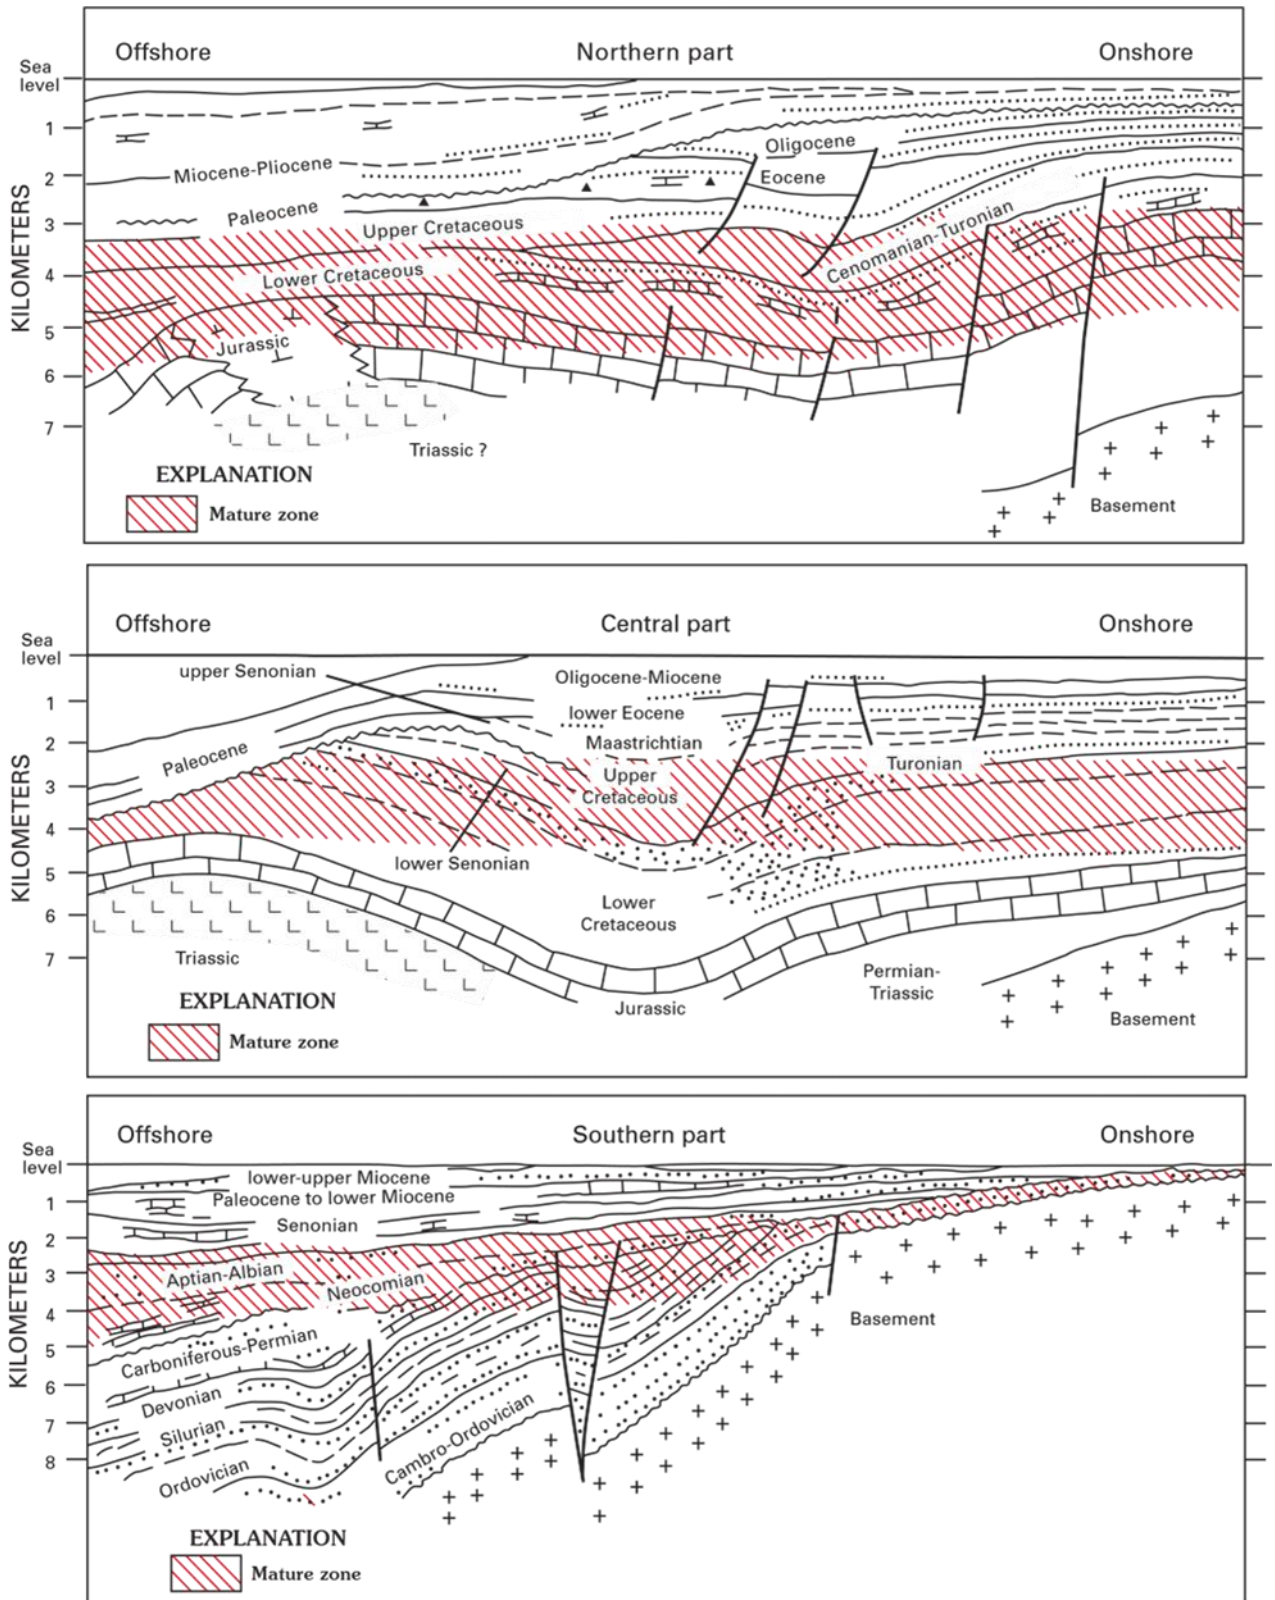 Offshore
Northern part
Onshore
Sea
level
1
2
3
4
5
6
7
KILOMETERS
Oligocene
Miocene-Pliocene
Eocene
Paleocene
Upper Cretaceous
Cenomanian-Turonian
Lower Cretaceous
Jurassic
Triassic ?
EXPLANATION
Mature zone
Basement
Offshore
Central part
Onshore
Sea
level
1
2
3
4
5
6
7
KILOMETERS
upper Senonian
Oligocene-Miocene
lower Eocene
Paleocene
Maastrichtian
Turonian
Upper
Cretaceous
lower Senonian
Lower
Cretaceous
Triassic
Permian-
Triassic
Jurassic
EXPLANATION
Mature zone
Basement
Offshore
Southern part
Onshore
Sea
level
1
2
3
4
5
6
7
8
KILOMETERS
lower-upper Miocene
Paleocene to lower Miocene
Senonian
Aptian-Albian
Neocomian
Basement
Carboniferous-Permian
Devonian
Silurian
Ordovician
Cambro-Ordovician
EXPLANATION
Mature zone